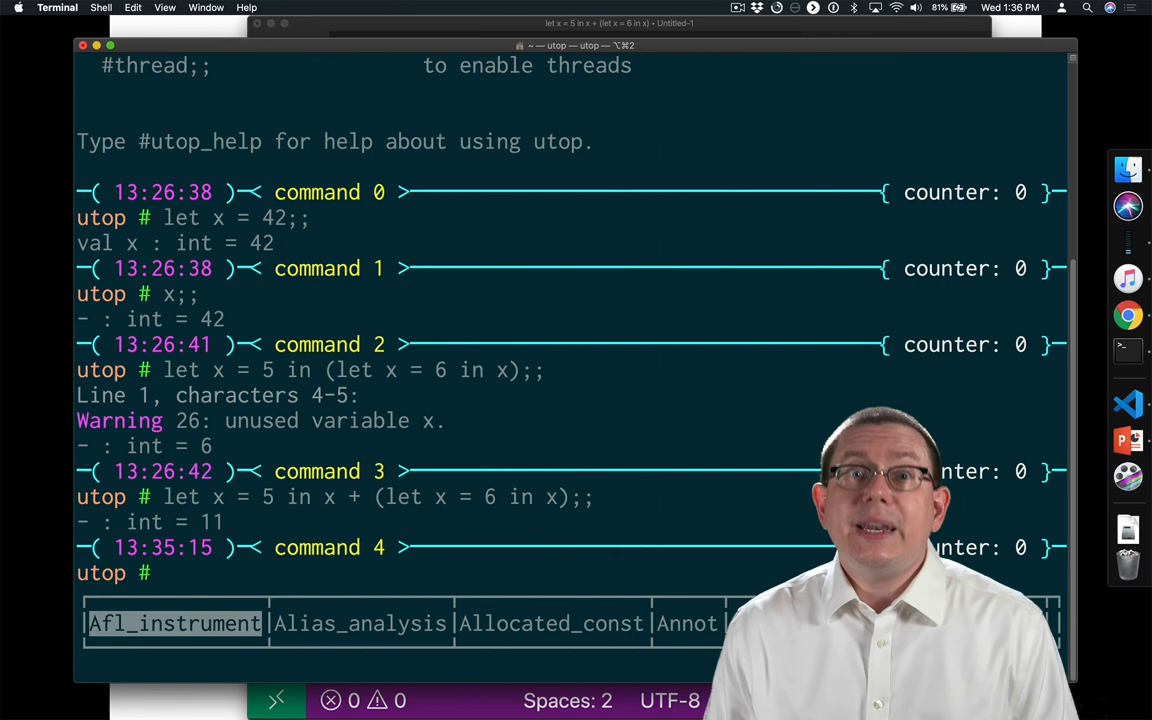 Terminal Shell Edit View Window Help 81% Wed 1:36 PM
let x = 5 in x + (let x = 6 in x) • Untitled-1
~ — utop — utop — ⌥⌘2
#thread;; to enable threads
Type #utop_help for help about using utop.
─( 13:26:38 )─< command 0 >──{ counter: 0 }─
utop # let x = 42;;
val x : int = 42
─( 13:26:38 )─< command 1 >──{ counter: 0 }─
utop # x;;
- : int = 42
─( 13:26:41 )─< command 2 >──{ counter: 0 }─
utop # let x = 5 in (let x = 6 in x);;
Line 1, characters 4-5:
Warning 26: unused variable x.
- : int = 6
─( 13:26:42 )─< command 3 >──unter: 0 }─
utop # let x = 5 in x + (let x = 6 in x);;
- : int = 11
─( 13:35:15 )─< command 4 >──unter: 0 }─
utop #
Afl_instrument│Alias_analysis│Allocated_const│Annot
0 0 Spaces: 2 UTF-8